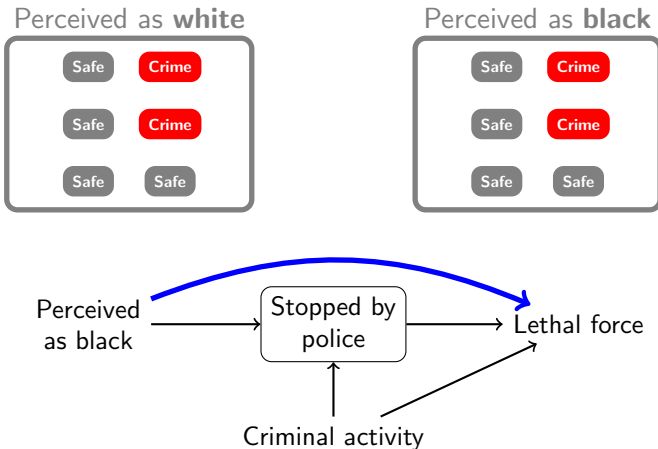 Perceived as white
Perceived as black
Safe Crime
Safe Crime
Safe Crime
Safe Crime
Safe Safe
Safe Safe
Perceived
as black
Stopped by
police
Lethal force
Criminal activity